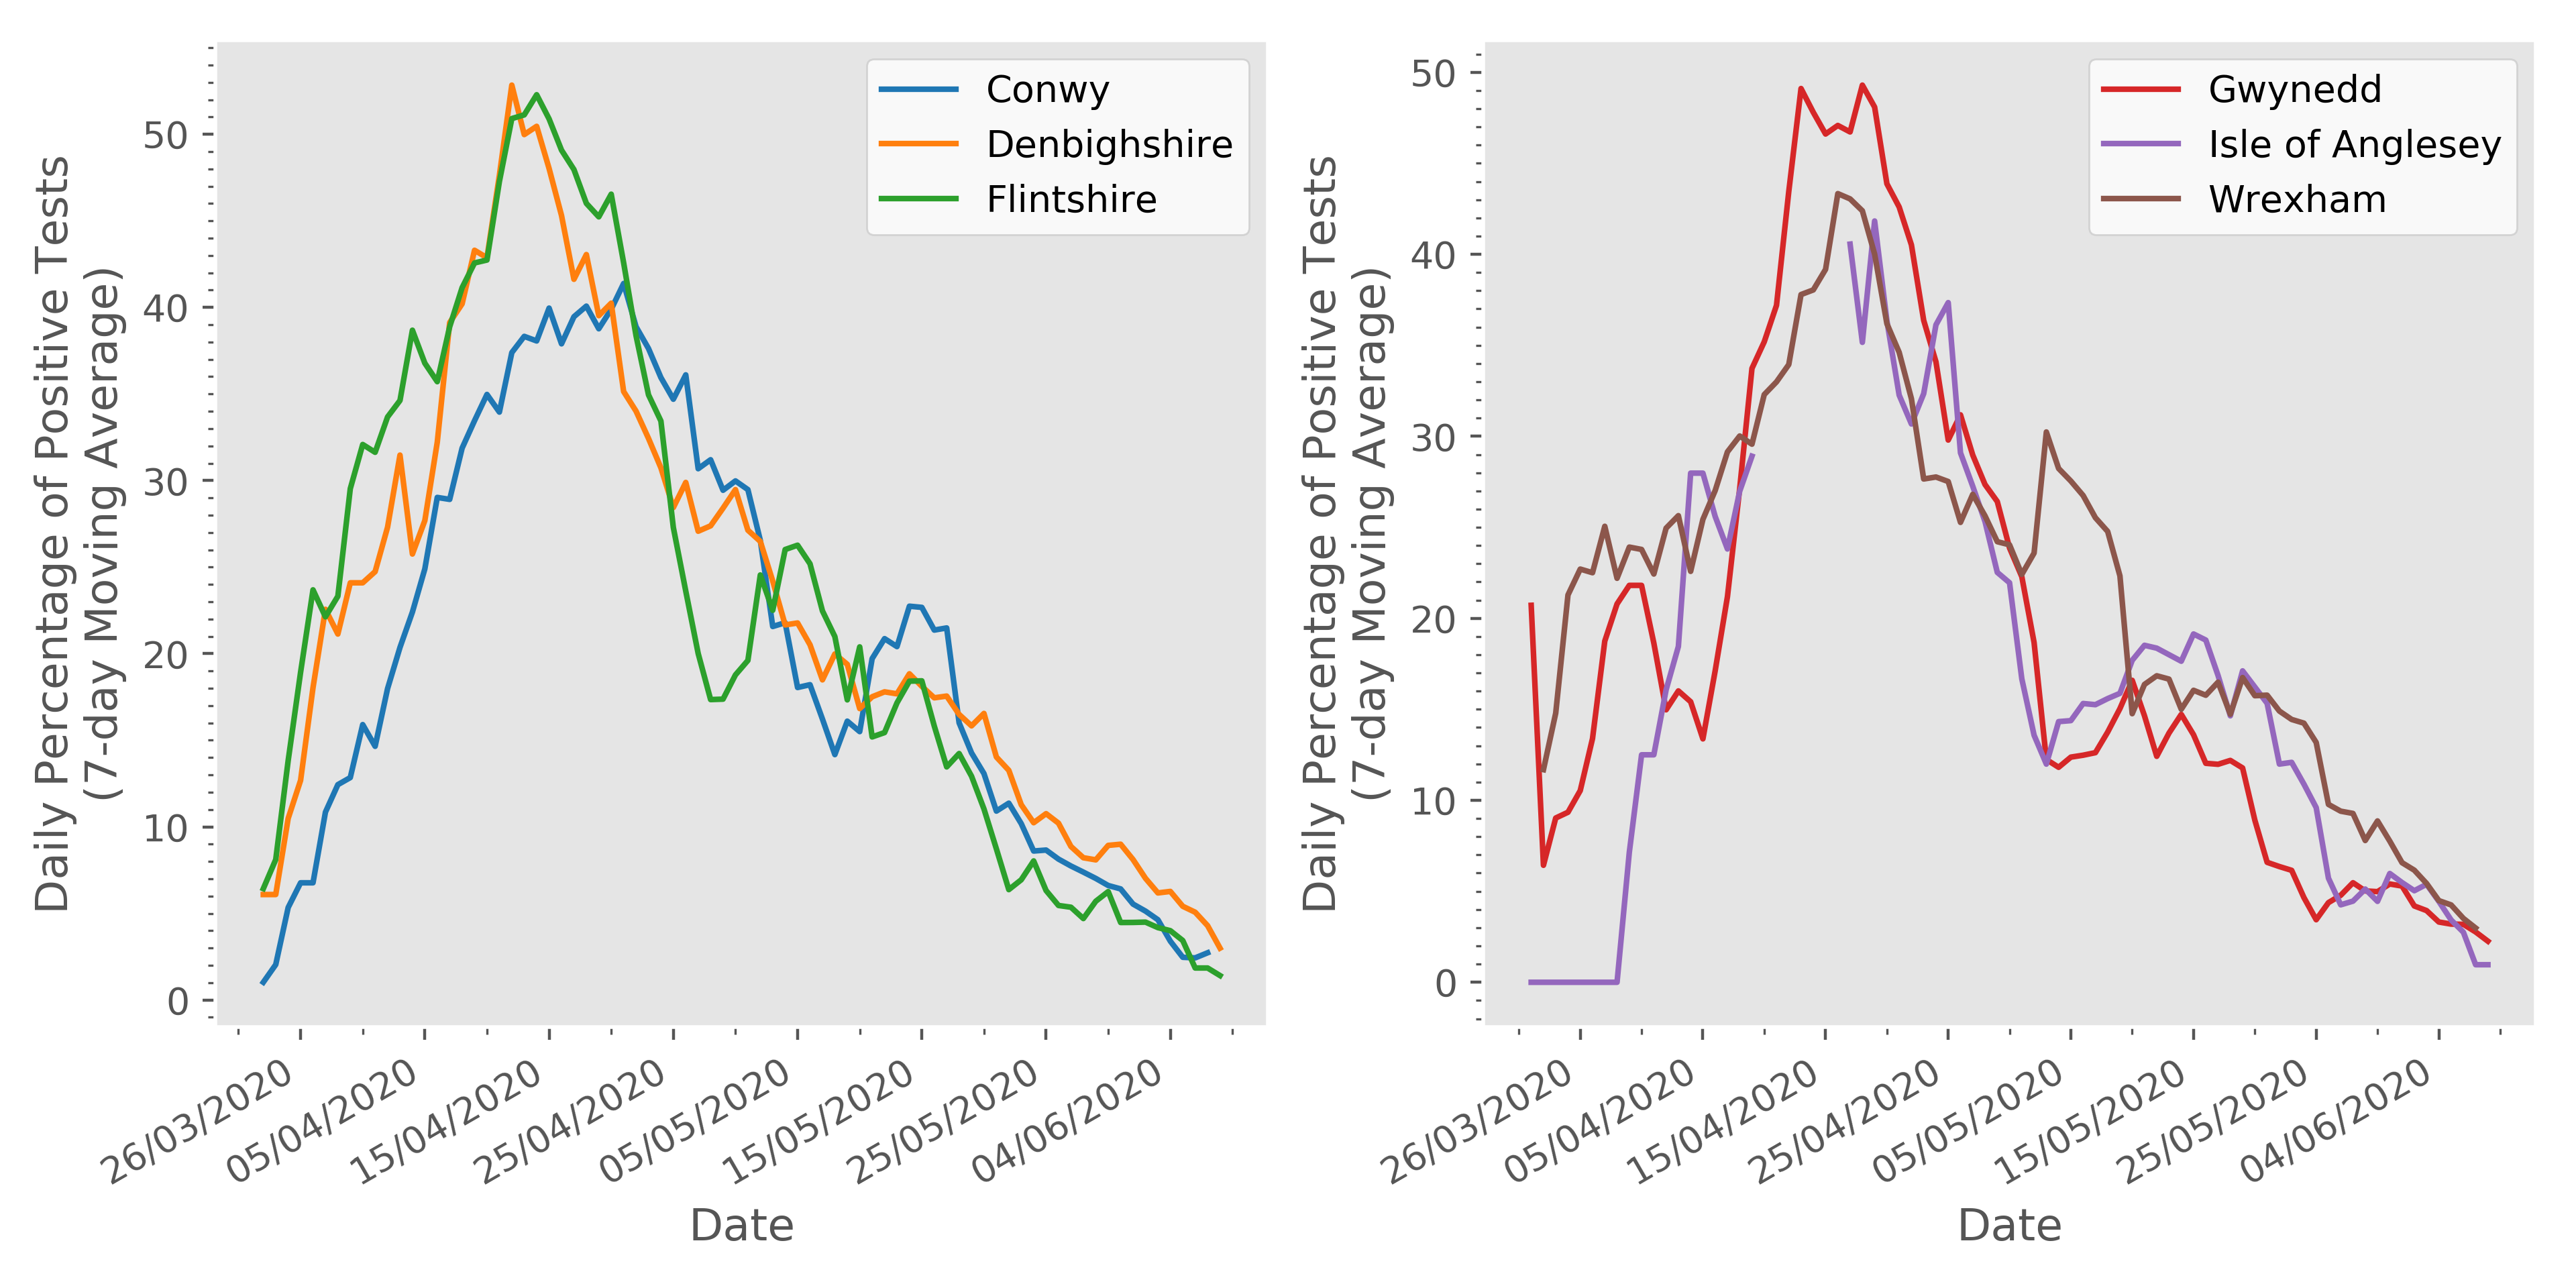 Daily Percentage of Positive Tests
(7-day Moving Average)
50
40
30
20
10
0
Conwy
Denbighshire
Flintshire
26/03/2020
05/04/2020
15/04/2020
25/04/2020
05/05/2020
15/05/2020
25/05/2020
04/06/2020
Date
Daily Percentage of Positive Tests
(7-day Moving Average)
50
40
30
20
10
0
Gwynedd
Isle of Anglesey
Wrexham
26/03/2020
05/04/2020
15/04/2020
25/04/2020
05/05/2020
15/05/2020
25/05/2020
04/06/2020
Date